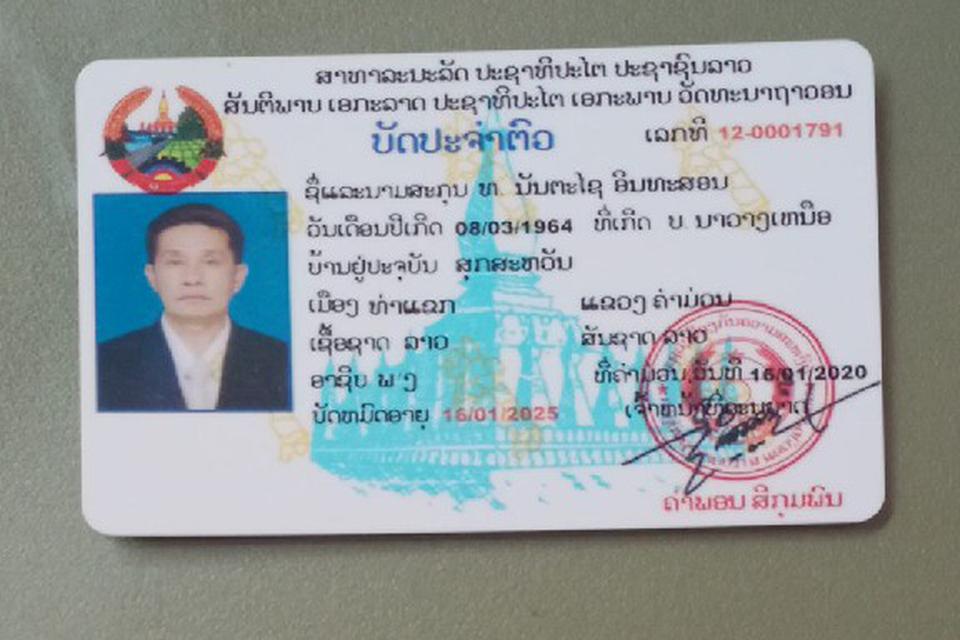 ສາທາລະນະລັດ ປະຊາທິປະໄຕ ປະຊາຊົນລາວ
ສັນຕິພາບ ເອກະລາດ ປະຊາທິປະໄຕ ເອກະພາບ ວັດທະນາຖາວອນ
ບັດປະຈຳຕົວ ເລກທີ 12-0001791
ຊື່ແລະນາມສະກຸນ ທ. ນັນຕະໄຊ ອິນທະສອນ
ວັນເດືອນປີເກີດ 08/03/1964 ທີ່ເກີດ ບ. ນາວາງເຫນືອ
ບ້ານຢູ່ປະຈຸບັນ ສຸກສະຫວັນ
ເມືອງ ທ່າແຂກ ແຂວງ ຄຳມ່ວນ
ເຊື້ອຊາດ ລາວ ສັນຊາດ ລາວ
ອາຊີບ ພ/ງ ທີ່ຄຳມ່ວນ,ວັນທີ 16/01/2020
ບັດຫມົດອາຍຸ 16/01/2025 ເຈົ້າຫນ້າທີ່ອະນຸຍາດ
ຄຳພອນ ສີກຸມພົນ